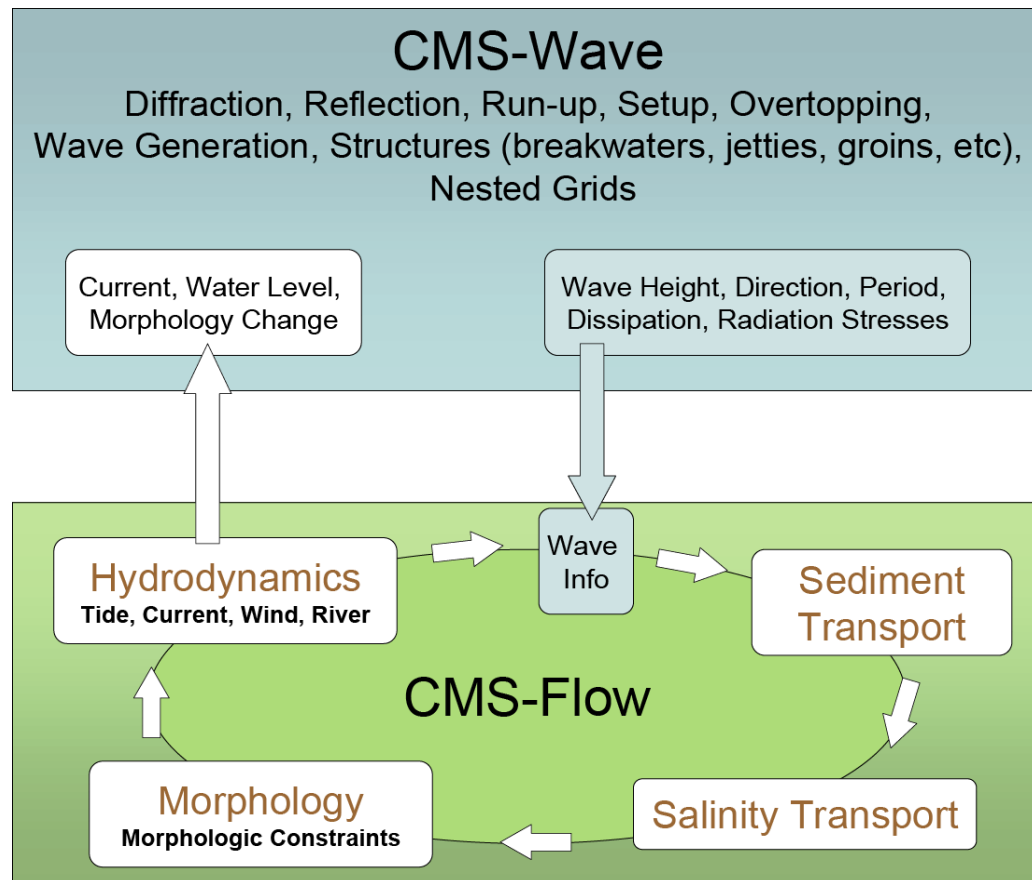 CMS-Wave
Diffraction, Reflection, Run-up, Setup, Overtopping,
Wave Generation, Structures (breakwaters, jetties, groins, etc),
Nested Grids
Current, Water Level,
Morphology Change
Wave Height, Direction, Period,
Dissipation, Radiation Stresses
Wave
Info
Hydrodynamics
Tide, Current, Wind, River
Sediment
Transport
CMS-Flow
Morphology
Morphologic Constraints
Salinity Transport